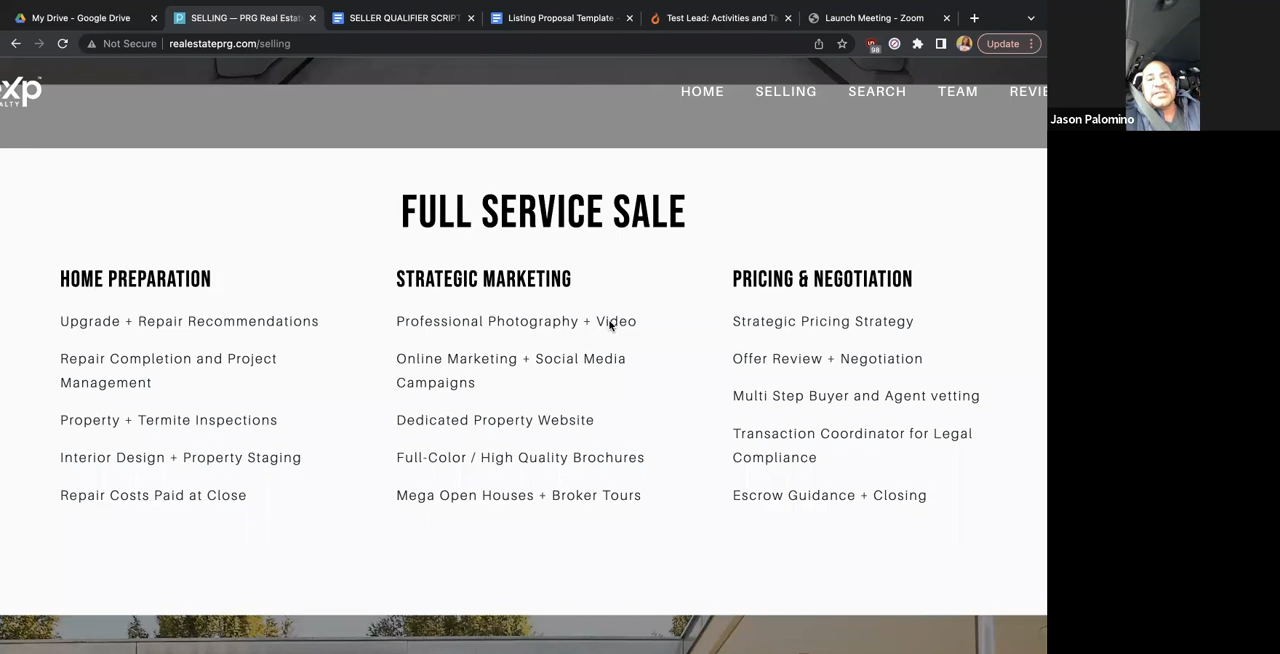 My Drive - Google Drive
SELLING — PRG Real Estat
SELLER QUALIFIER SCRIPT
Listing Proposal Template -
Test Lead: Activities and Ta
Launch Meeting - Zoom
Not Secure
realestateprg.com/selling
98
Update
exp
REALTY
HOME
SELLING
SEARCH
TEAM
REVIE
Jason Palomino
FULL SERVICE SALE
HOME PREPARATION
Upgrade + Repair Recommendations
Repair Completion and Project
Management
Property + Termite Inspections
Interior Design + Property Staging
Repair Costs Paid at Close
STRATEGIC MARKETING
Professional Photography + Video
Online Marketing + Social Media
Campaigns
Dedicated Property Website
Full-Color / High Quality Brochures
Mega Open Houses + Broker Tours
PRICING & NEGOTIATION
Strategic Pricing Strategy
Offer Review + Negotiation
Multi Step Buyer and Agent vetting
Transaction Coordinator for Legal
Compliance
Escrow Guidance + Closing